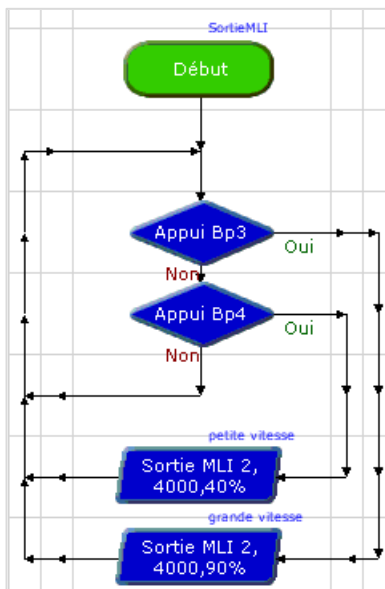 SortieMLI
Début
Appui Bp3
Oui
Non
Appui Bp4
Oui
Non
petite vitesse
Sortie MLI 2,
4000,40%
grande vitesse
Sortie MLI 2,
4000,90%